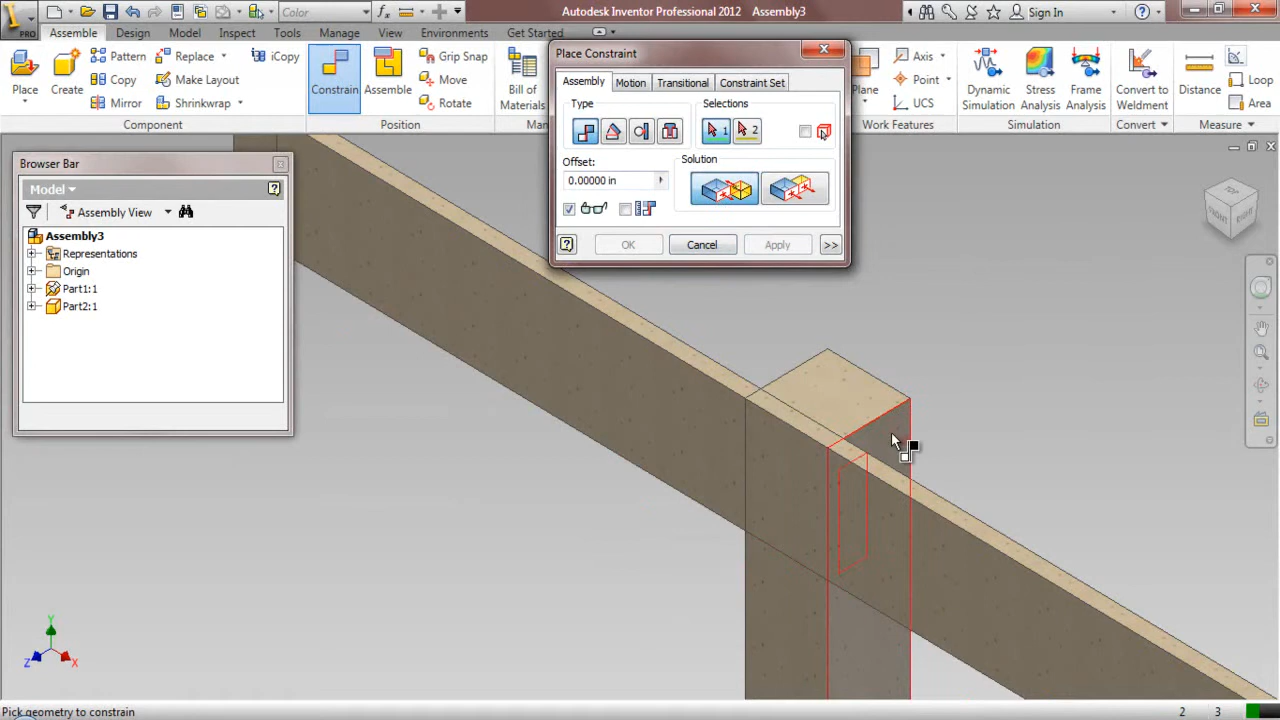 Color
Autodesk Inventor Professional 2012 Assembly3
Sign In
PRO
Assemble Design Model Inspect Tools Manage View Environments Get Started
Place
Create
Pattern
Copy
Mirror
Replace
Make Layout
Shrinkwrap
iCopy
Component
Constrain
Assemble
Grip Snap
Move
Rotate
Position
Bill of
Materials
Place Constraint
Assembly Motion Transitional Constraint Set
Type
Selections
1
2
Offset:
0.00000 in
Solution
OK
Cancel
Apply
>>
Plane
Axis
Point
UCS
Work Features
Dynamic
Simulation
Stress
Analysis
Frame
Analysis
Simulation
Convert to
Weldment
Convert
Distance
Loop
Area
Measure
Browser Bar
Model
Assembly View
Assembly3
Representations
Origin
Part1:1
Part2:1
TOP
FRONT
RIGHT
Y
Z
X
Pick geometry to constrain
2 3